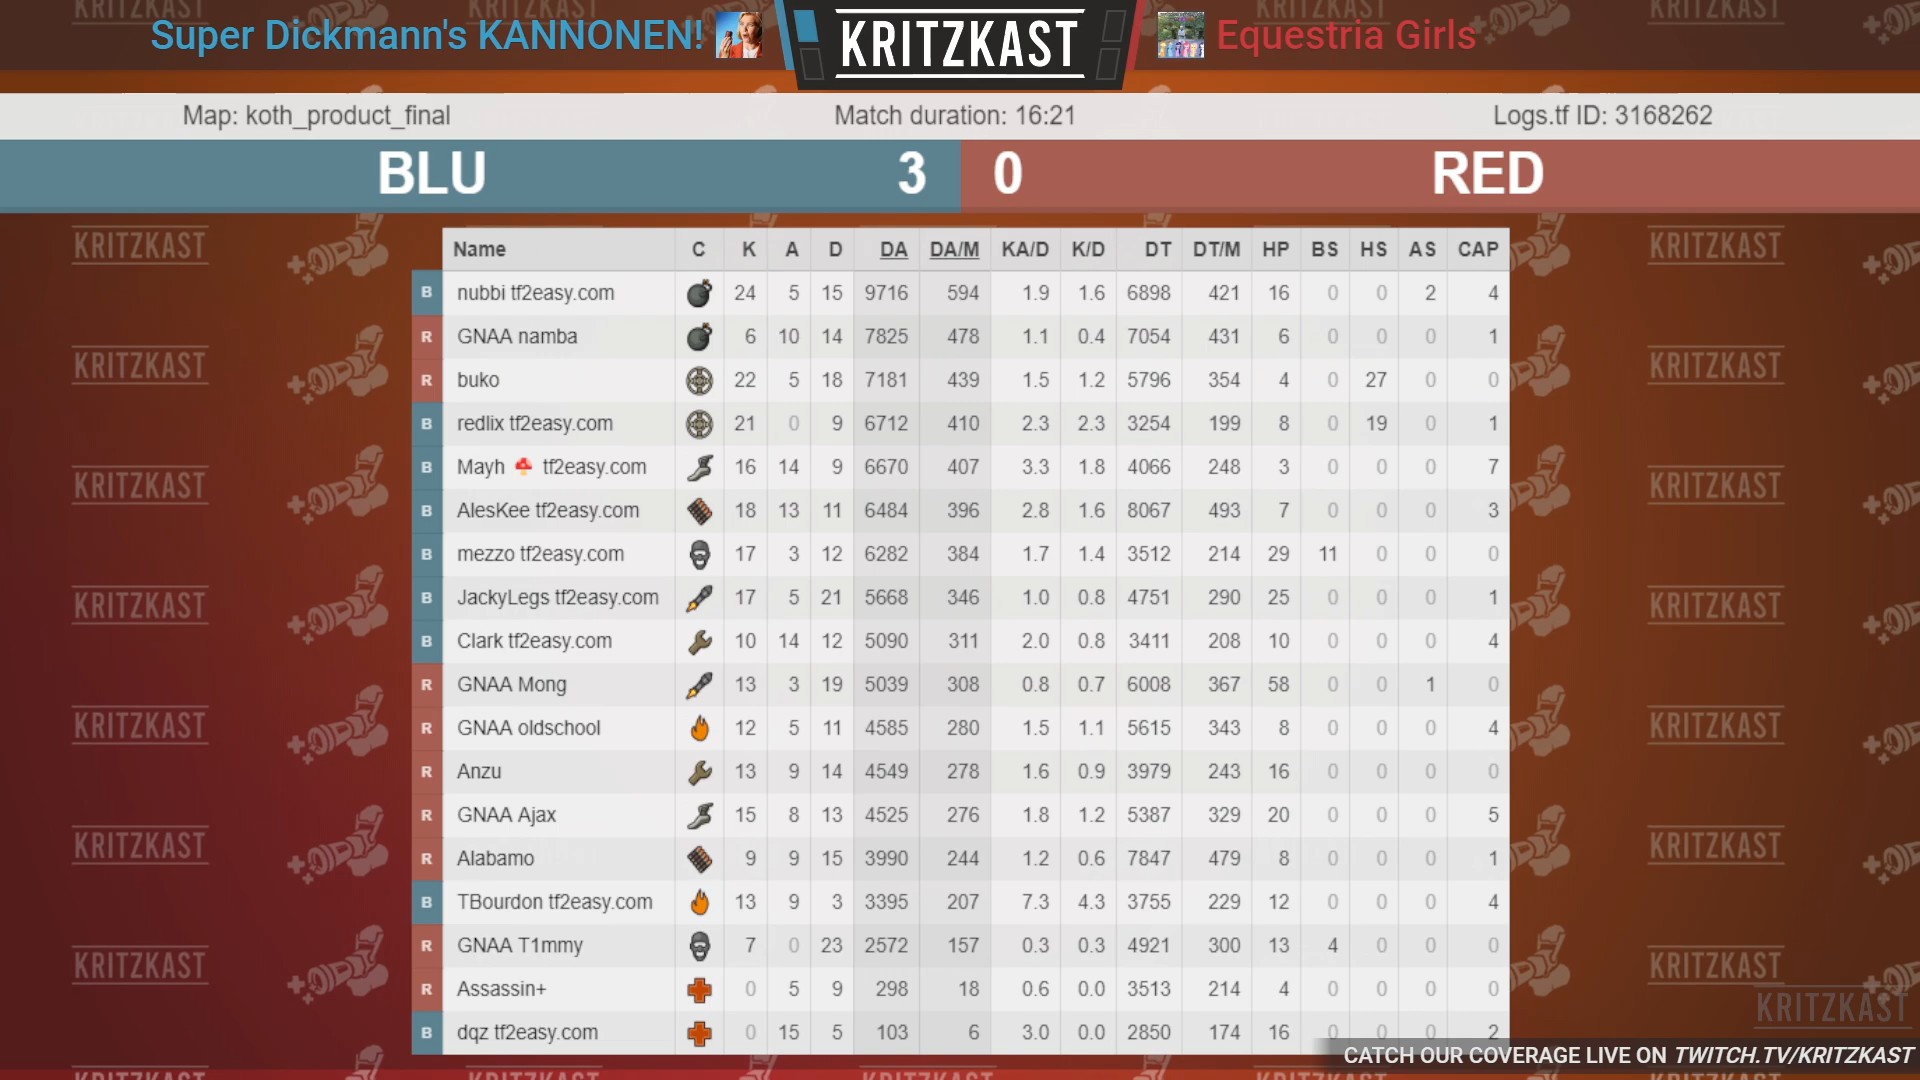 Super Dickmann's KANNONEN!
KRITZKAST
Equestria Girls
Map: koth_product_final
Match duration: 16:21
Logs.tf ID: 3168262
BLU 3 0 RED
Name C K A D DA DA/M KA/D K/D DT DT/M HP BS HS AS CAP
B nubbi tf2easy.com 24 5 15 9716 594 1.9 1.6 6898 421 16 0 0 2 4
R GNAA namba 6 10 14 7825 478 1.1 0.4 7054 431 6 0 0 0 1
R buko 22 5 18 7181 439 1.5 1.2 5796 354 4 0 27 0 0
B redlix tf2easy.com 21 0 9 6712 410 2.3 2.3 3254 199 8 0 19 0 1
B Mayh 🍄 tf2easy.com 16 14 9 6670 407 3.3 1.8 4066 248 3 0 0 0 7
B AlesKee tf2easy.com 18 13 11 6484 396 2.8 1.6 8067 493 7 0 0 0 3
B mezzo tf2easy.com 17 3 12 6282 384 1.7 1.4 3512 214 29 11 0 0 0
B JackyLegs tf2easy.com 17 5 21 5668 346 1.0 0.8 4751 290 25 0 0 0 1
B Clark tf2easy.com 10 14 12 5090 311 2.0 0.8 3411 208 10 0 0 0 4
R GNAA Mong 13 3 19 5039 308 0.8 0.7 6008 367 58 0 0 1 0
R GNAA oldschool 12 5 11 4585 280 1.5 1.1 5615 343 8 0 0 0 4
R Anzu 13 9 14 4549 278 1.6 0.9 3979 243 16 0 0 0 0
R GNAA Ajax 15 8 13 4525 276 1.8 1.2 5387 329 20 0 0 0 5
R Alabamo 9 9 15 3990 244 1.2 0.6 7847 479 8 0 0 0 1
B TBourdon tf2easy.com 13 9 3 3395 207 7.3 4.3 3755 229 12 0 0 0 4
R GNAA T1mmy 7 0 23 2572 157 0.3 0.3 4921 300 13 4 0 0 0
R Assassin+ 0 5 9 298 18 0.6 0.0 3513 214 4 0 0 0 0
B dqz tf2easy.com 0 15 5 103 6 3.0 0.0 2850 174 16 0 0 0 2
KRITZKAST
CATCH OUR COVERAGE LIVE ON TWITCH.TV/KRITZKAST